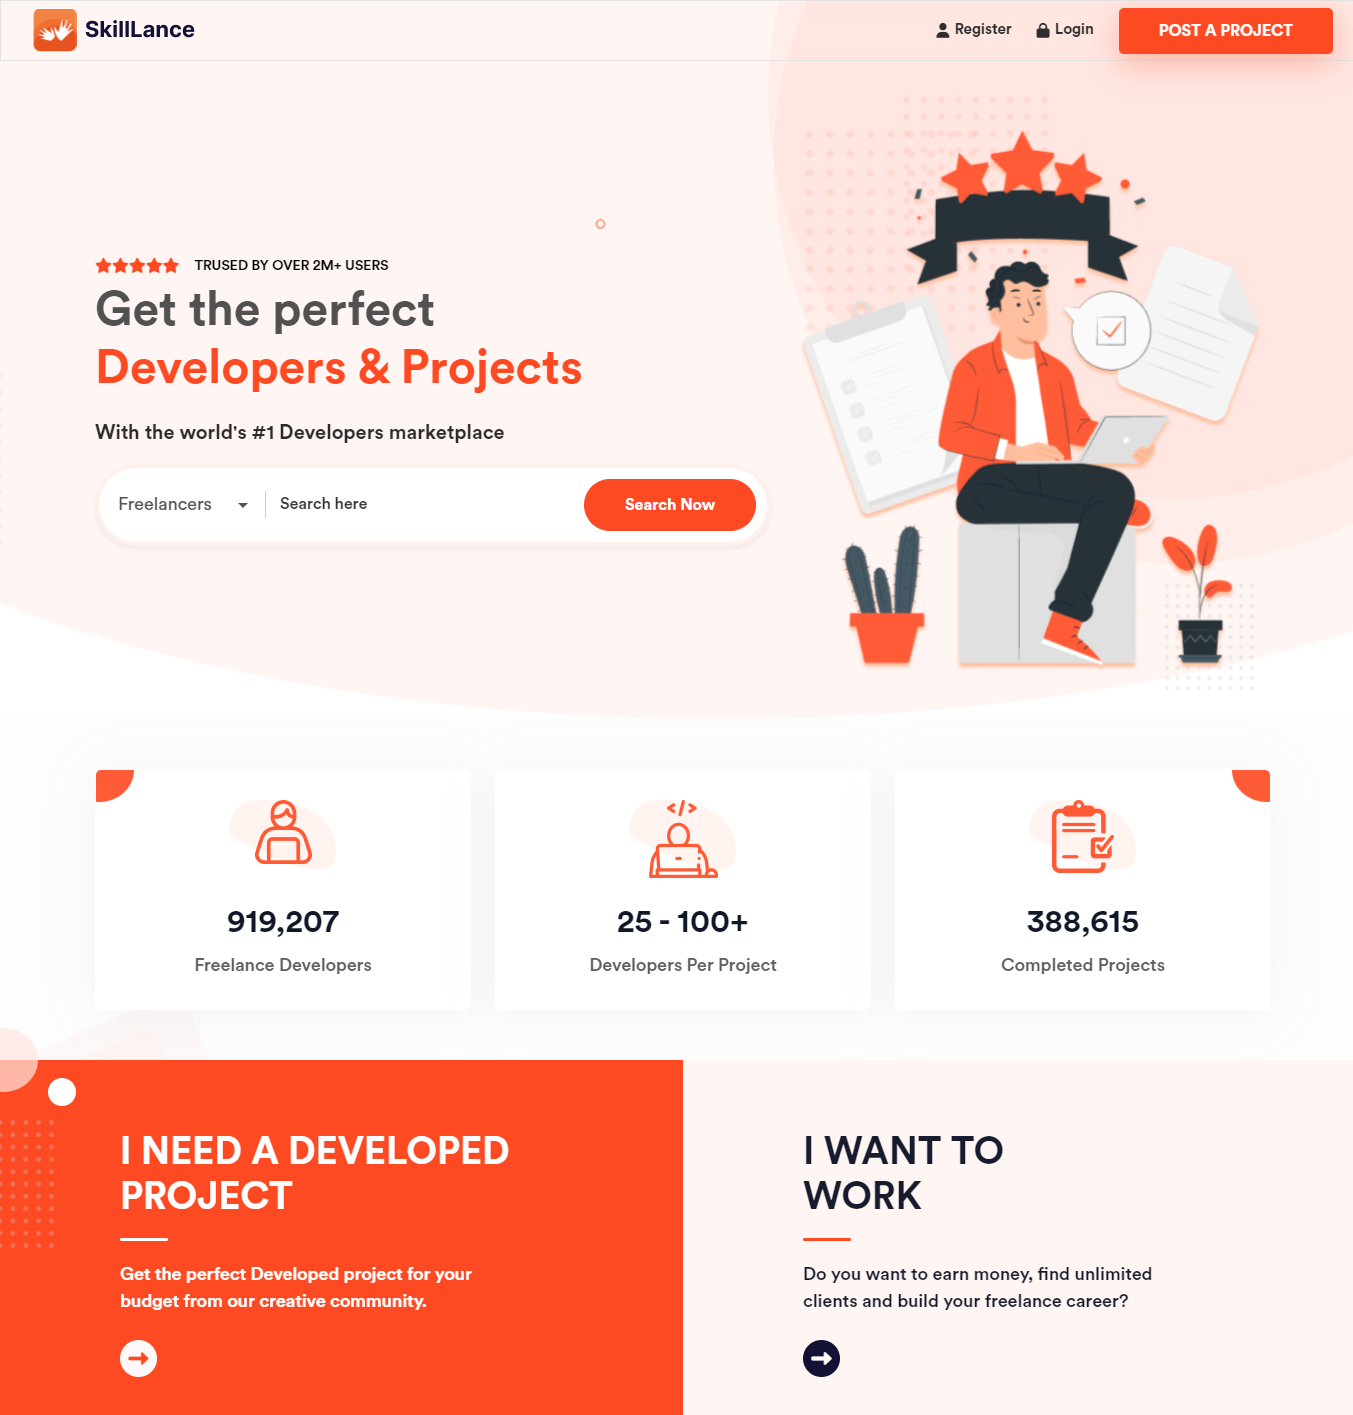 SkillLance
Register
Login
POST A PROJECT
TRUSED BY OVER 2M+ USERS
Get the perfect
Developers & Projects
With the world's #1 Developers marketplace
Freelancers
Search here
Search Now
919,207
Freelance Developers
25 - 100+
Developers Per Project
388,615
Completed Projects
I NEED A DEVELOPED
PROJECT
Get the perfect Developed project for your
budget from our creative community.
I WANT TO
WORK
Do you want to earn money, find unlimited
clients and build your freelance career?